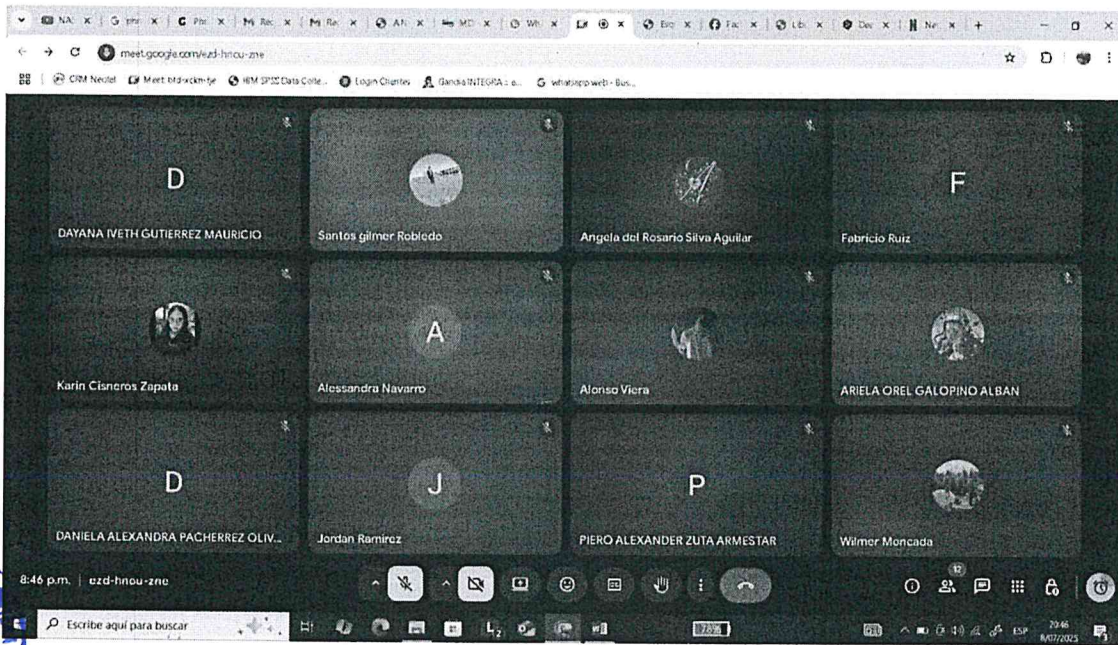 meet.google.com/ezd-hnou-zne
CRM Neotel Meet: IBM SPSS Data Colle... Login Clientes Gandia INTEGRA :: a... whatsapp web - Bus...
D
DAYANA IVETH GUTIERREZ MAURICIO
Santos gilmer Robledo
Angela del Rosario Silva Aguilar
F
Fabricio Ruiz
Karin Cisneros Zapata
A
Alessandra Navarro
Alonso Viera
ARIELA OREL GALOPINO ALBAN
D
DANIELA ALEXANDRA PACHERREZ OLIV...
J
Jordan Ramirez
P
PIERO ALEXANDER ZUTA ARMESTAR
Wilmer Moncada
8:46 p.m. | ezd-hnou-zne
12
Escribe aquí para buscar
78%
ESP
20:46
8/07/2025